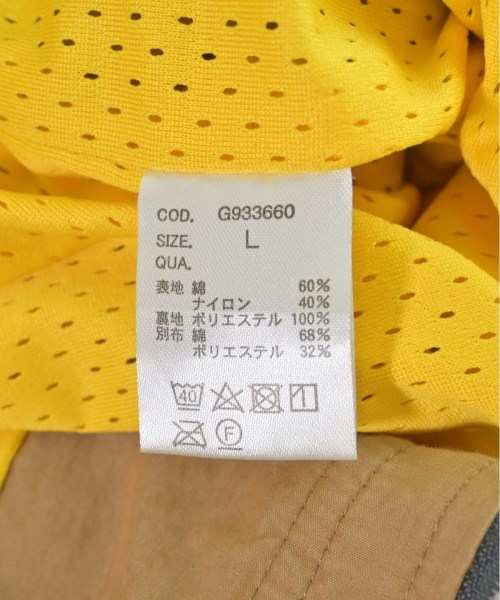 COD. G933660
SIZE. L
QUA.
表地 綿 60%
ナイロン 40%
裏地 ポリエステル 100%
別布 綿 68%
ポリエステル 32%
40
F